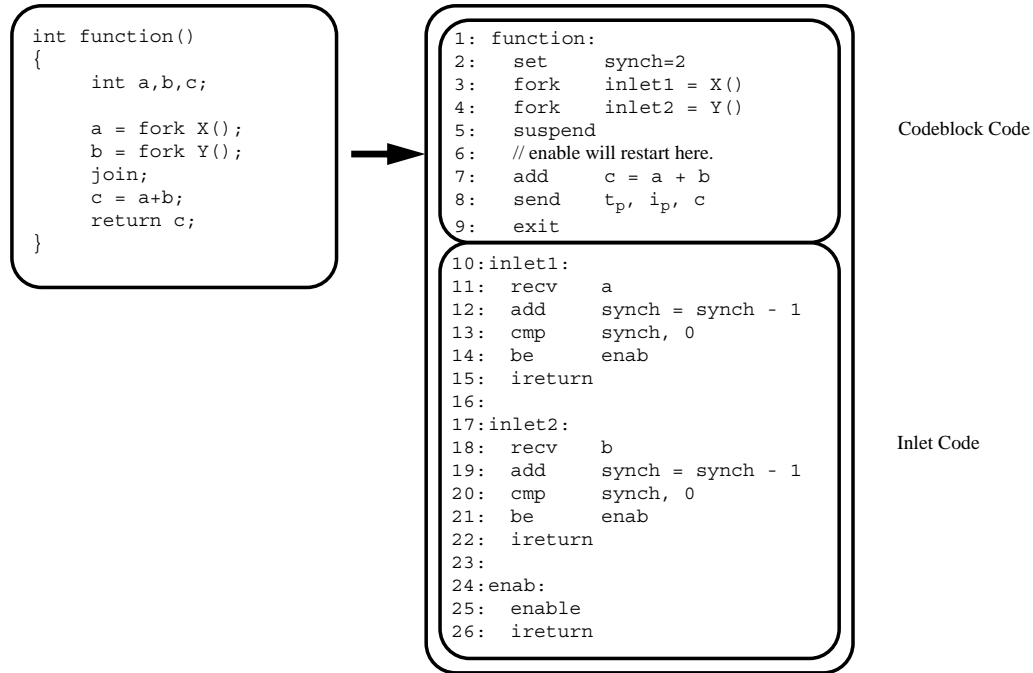 int function()
{
int a,b,c;
a = fork X();
b = fork Y();
join;
c = a+b;
return c;
}
1: function:
2: set synch=2
3: fork inlet1 = X()
4: fork inlet2 = Y()
5: suspend
6: // enable will restart here.
7: add c = a + b
8: send tp, ip, c
9: exit
Codeblock Code
10:inlet1:
11: recv a
12: add synch = synch - 1
13: cmp synch, 0
14: be enab
15: ireturn
16:
17:inlet2:
18: recv b
19: add synch = synch - 1
20: cmp synch, 0
21: be enab
22: ireturn
23:
24:enab:
25: enable
26: ireturn
Inlet Code